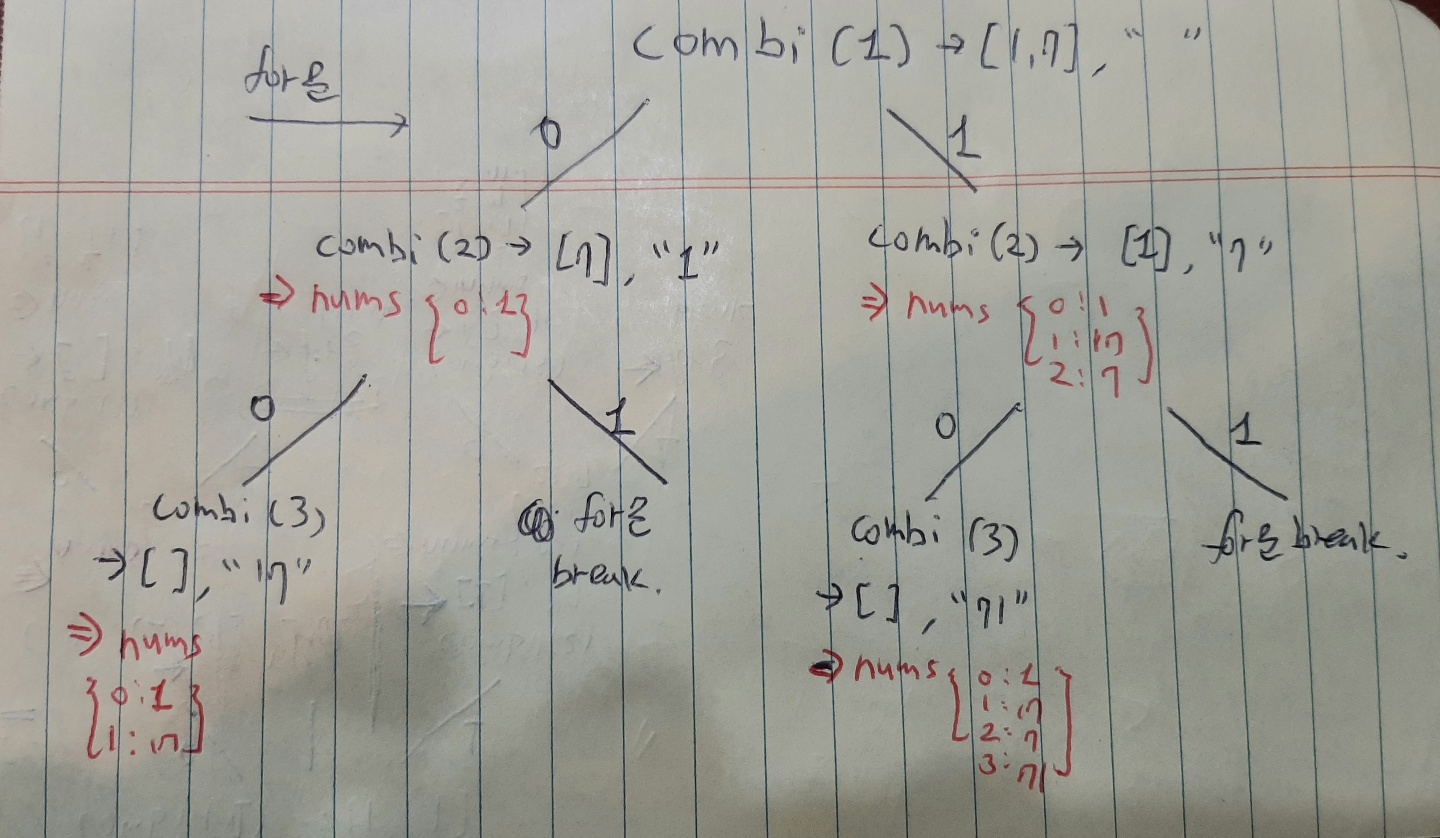 combi (1) → [1,7], “ ”
for문
0
1
combi (2) → [7], “1”
⇒ nums {0:1}
combi (2) → [1], “7”
⇒ nums {0:1
1:17
2:7}
0
1
0
1
combi (3)
→ [ ], “17”
⇒ nums
{0:1
1:17}
for문
break.
combi (3)
→ [ ], “71”
⇒ nums {0:1
1:17
2:7
3:71}
for문 break.